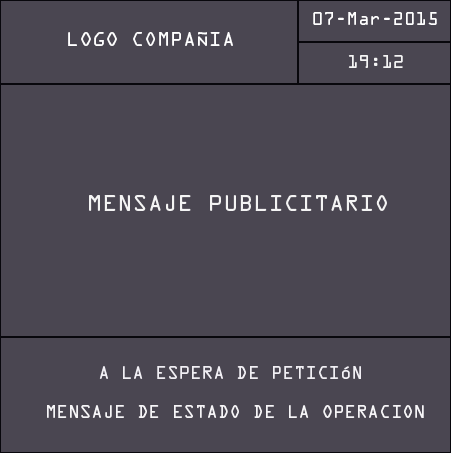 LOGO COMPAÑIA
07-Mar-2015
19:12
MENSAJE PUBLICITARIO
A LA ESPERA DE PETICIóN
MENSAJE DE ESTADO DE LA OPERACION